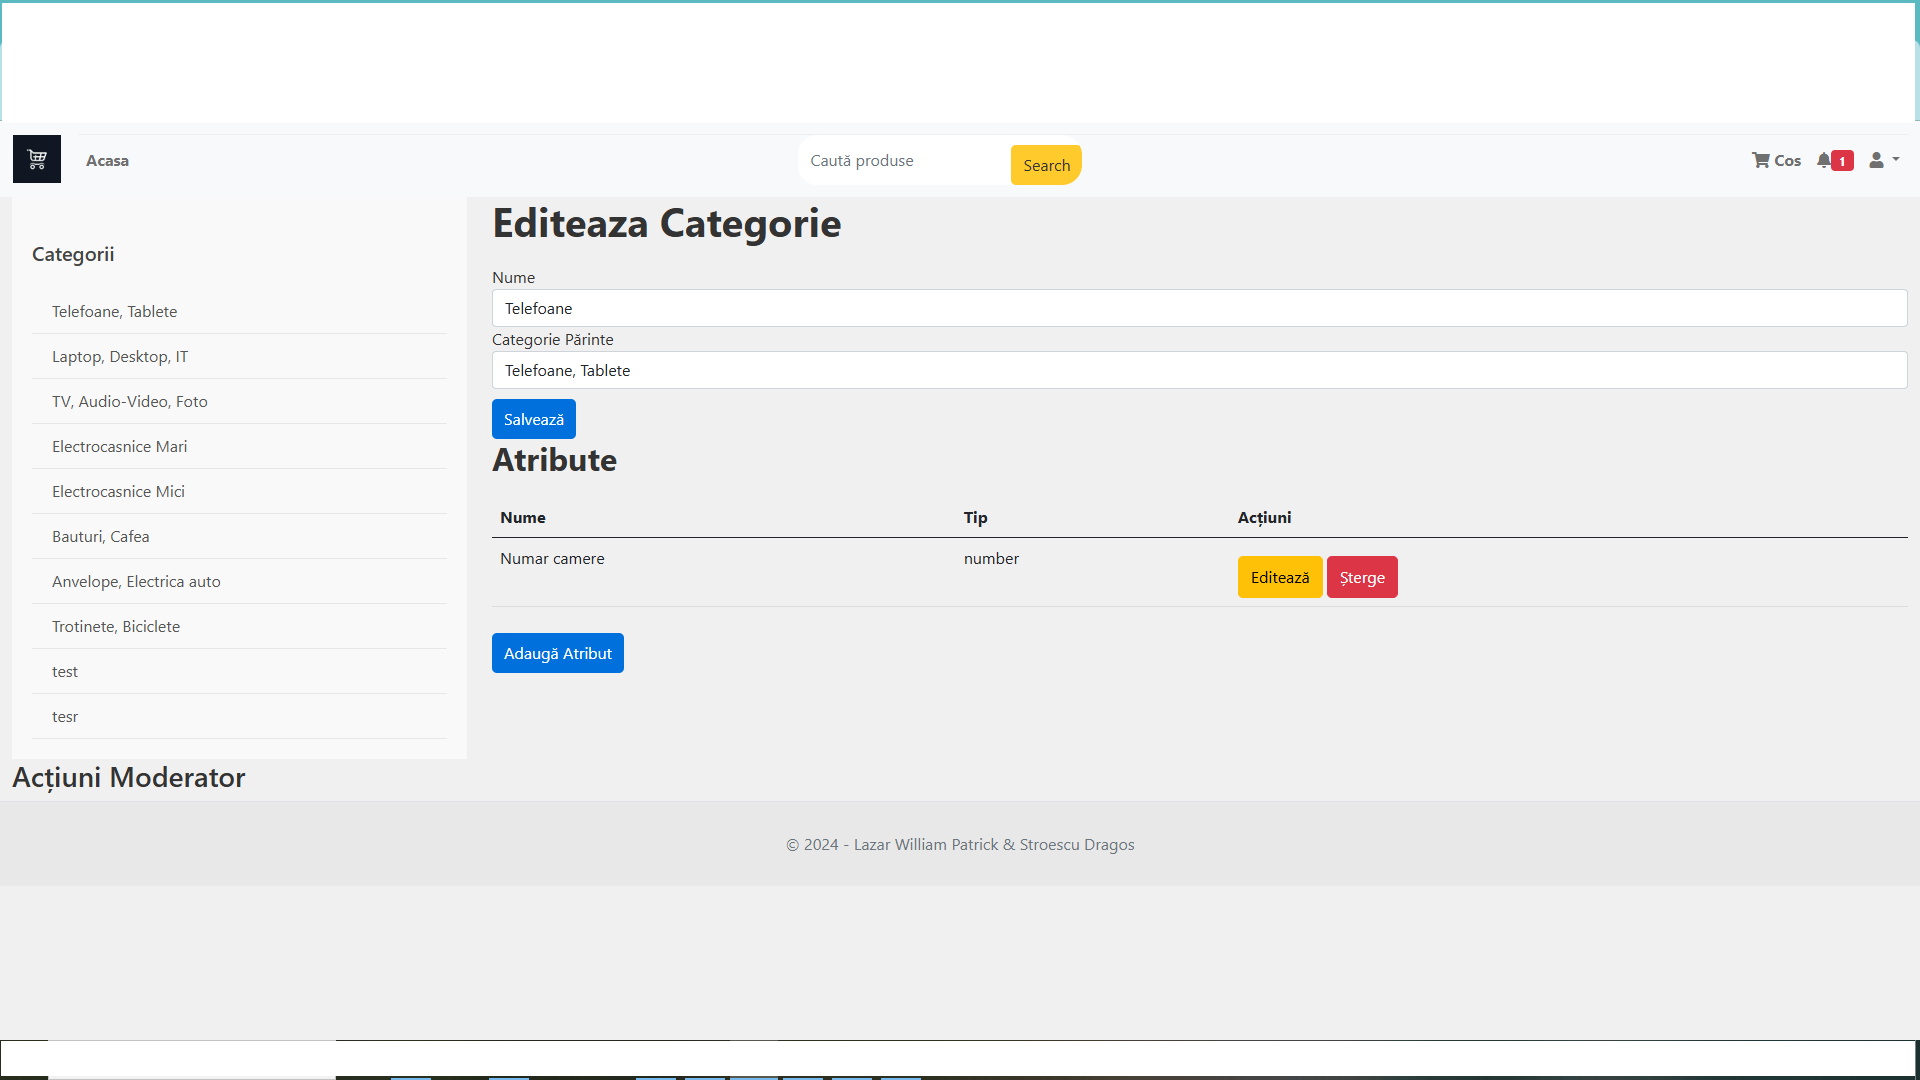 Acasa
Caută produse
Search
Cos
1
Categorii
Telefoane, Tablete
Laptop, Desktop, IT
TV, Audio-Video, Foto
Electrocasnice Mari
Electrocasnice Mici
Bauturi, Cafea
Anvelope, Electrica auto
Trotinete, Biciclete
test
tesr
Acțiuni Moderator
Editeaza Categorie
Nume
Telefoane
Categorie Părinte
Telefoane, Tablete
Salvează
Atribute
Nume Tip Acțiuni
Numar camere number Editează Șterge
Adaugă Atribut
© 2024 - Lazar William Patrick & Stroescu Dragos